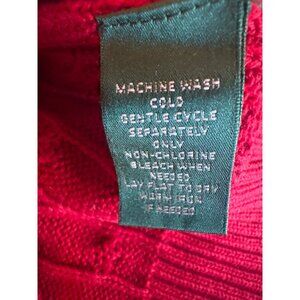 MACHINE WASH
COLD
GENTLE CYCLE
SEPARATELY
ONLY
NON-CHLORINE
BLEACH WHEN
NEEDED
LAY FLAT TO DRY
WARM IRON
IF NEEDED